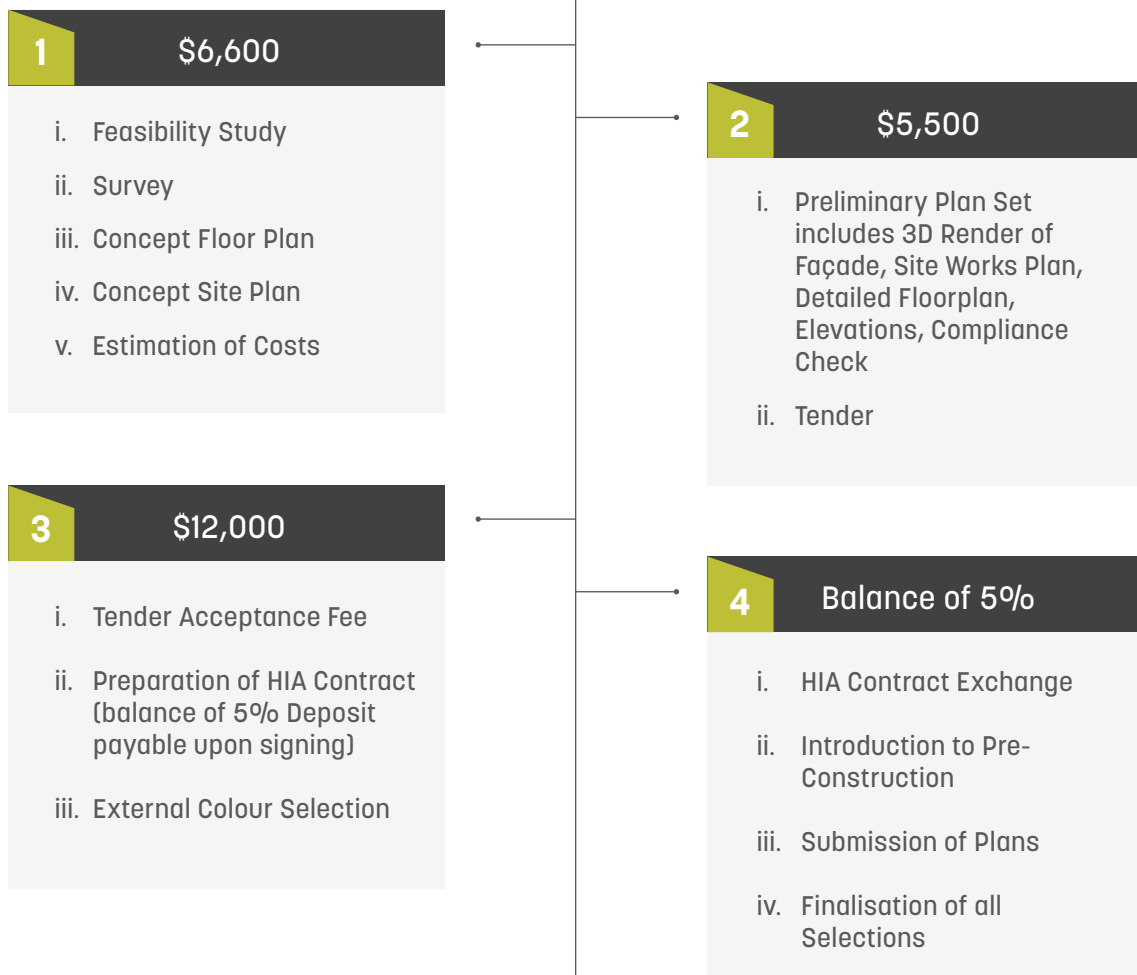 1
$6,600
i. Feasibility Study
ii. Survey
iii. Concept Floor Plan
iv. Concept Site Plan
v. Estimation of Costs
2
$5,500
i. Preliminary Plan Set
includes 3D Render of
Façade, Site Works Plan,
Detailed Floorplan,
Elevations, Compliance
Check
ii. Tender
3
$12,000
i. Tender Acceptance Fee
ii. Preparation of HIA Contract
(balance of 5% Deposit
payable upon signing)
iii. External Colour Selection
4
Balance of 5%
i. HIA Contract Exchange
ii. Introduction to Pre-
Construction
iii. Submission of Plans
iv. Finalisation of all
Selections